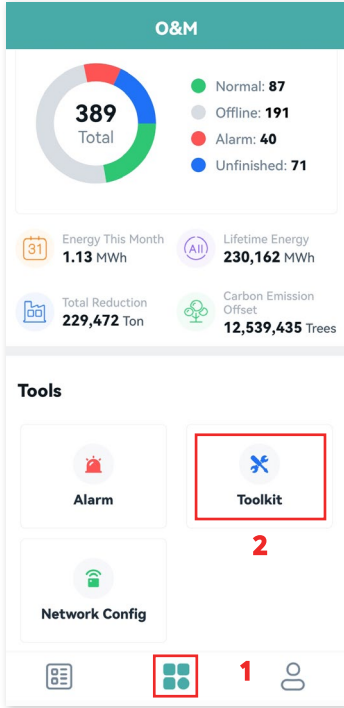 O&M
389
Total
Normal: 87
Offline: 191
Alarm: 40
Unfinished: 71
31
Energy This Month
1.13 MWh
All
Lifetime Energy
230,162 MWh
Total Reduction
229,472 Ton
Carbon Emission
Offset
12,539,435 Trees
Tools
Alarm
Toolkit
2
Network Config
1